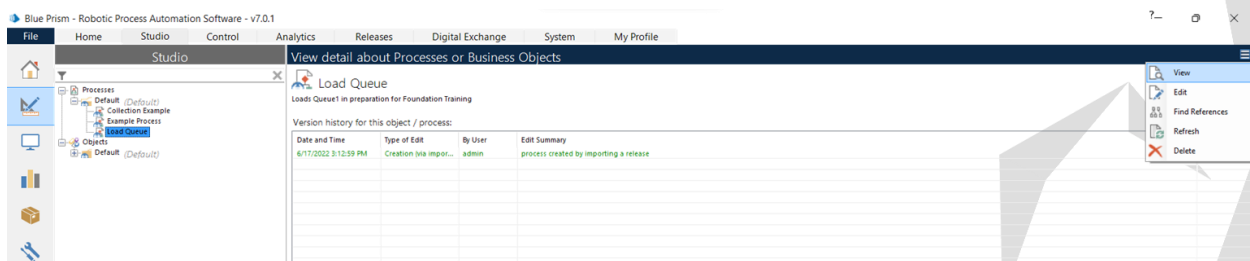 Blue Prism - Robotic Process Automation Software - v7.0.1
?
File Home Studio Control Analytics Releases Digital Exchange System My Profile
Studio
View detail about Processes or Business Objects
Processes
Default (Default)
Collection Example
Example Process
Load Queue
Objects
Default (Default)
Load Queue
Loads Queue1 in preparation for Foundation Training
Version history for this object / process:
Date and Time Type of Edit By User Edit Summary
6/17/2022 3:12:59 PM Creation (via impor... admin process created by importing a release
View
Edit
Find References
Refresh
Delete